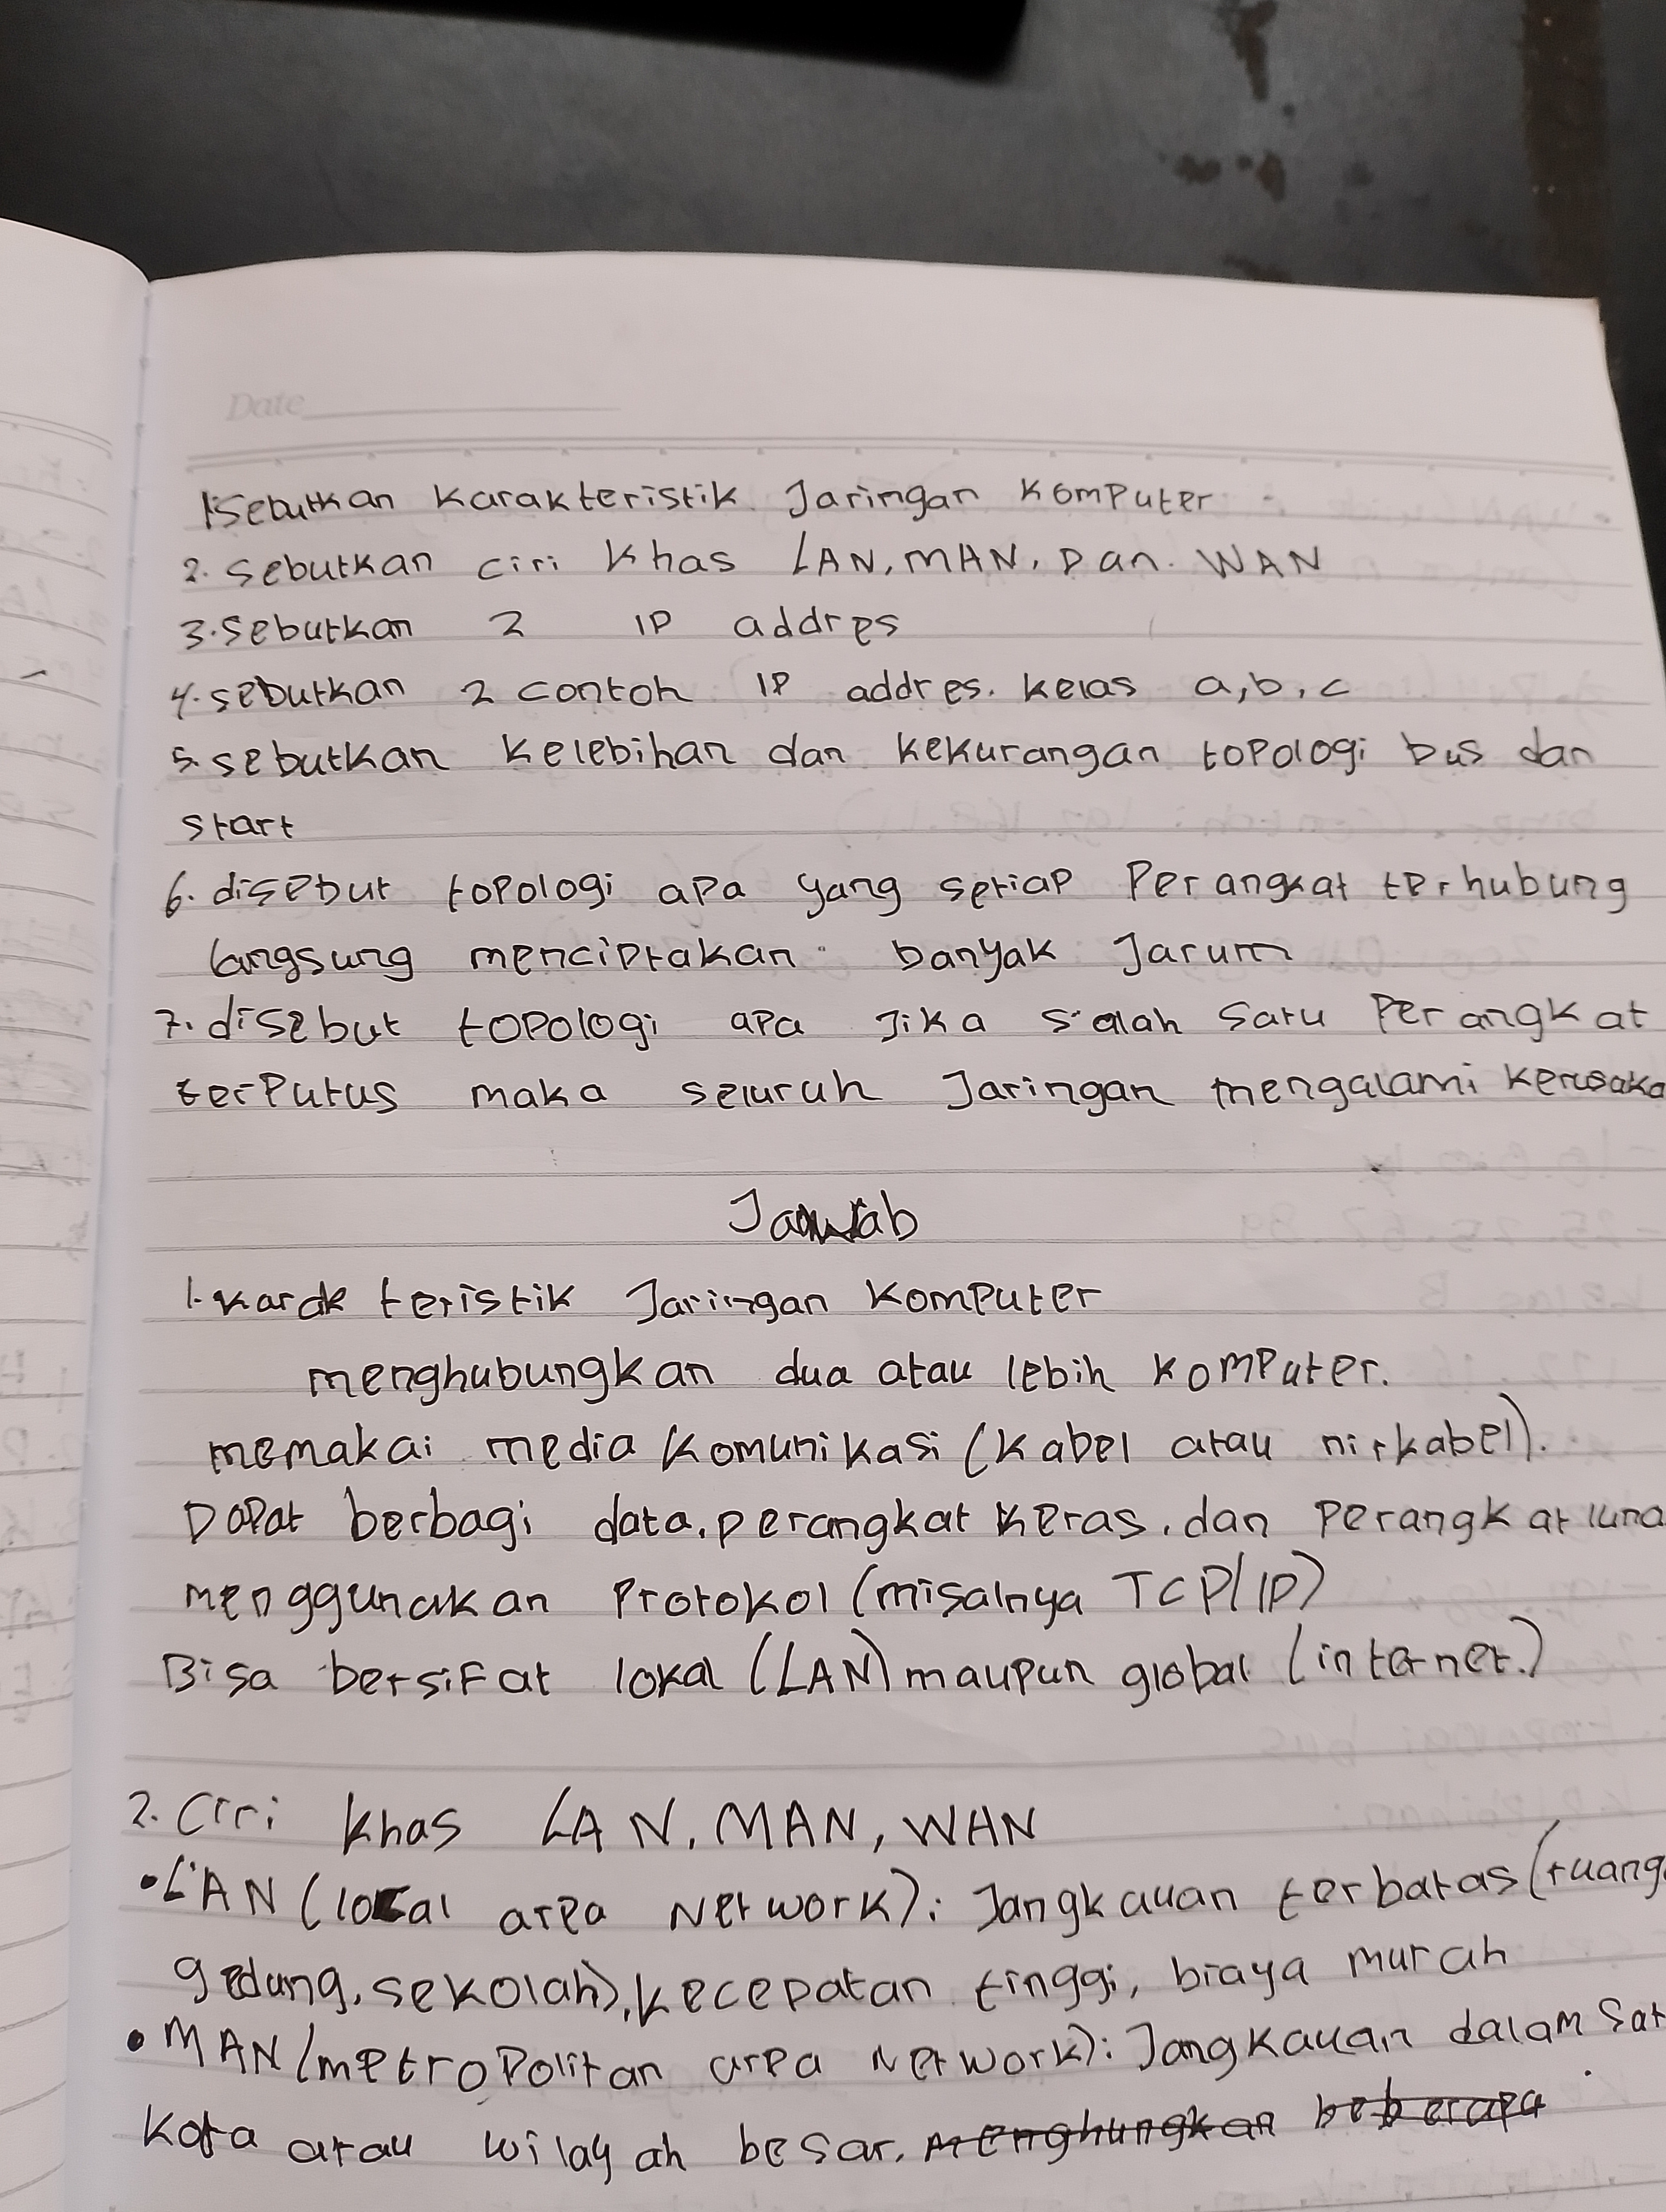 Date
1.Sebutkan karakteristik Jaringan Komputer
2. Sebutkan ciri khas LAN, MAN, Dan. WAN
3. Sebutkan 2 IP addres
4. sebutkan 2 contoh IP addres. kelas a, b, c
5. sebutkan kelebihan dan kekurangan topologi bus dan
start
6. disebut topologi apa yang setiap Perangkat terhubung
langsung menciptakan banyak Jarum
7. disebut topologi apa Jika salah satu Perangkat
terputus maka seluruh Jaringan mengalami kerusaka
Jawab
1. karakteristik Jaringan Komputer
menghubungkan dua atau lebih komputer.
memakai media komunikasi (kabel atau nirkabel).
Dapat berbagi data, perangkat keras, dan perangkat luna
menggunakan Protokol (misalnya TCP/IP)
Bisa bersifat lokal (LAN) maupun global (internet.)
2. Ciri khas LAN, MAN, WAN
• LAN (local area Network): Jangkauan terbatas (ruang
gedung, sekolah), kecepatan tinggi, biaya murah
• MAN (metropolitan area Network): Jangkauan dalam sat
kota atau wilayah besar. menghungkan beberapa